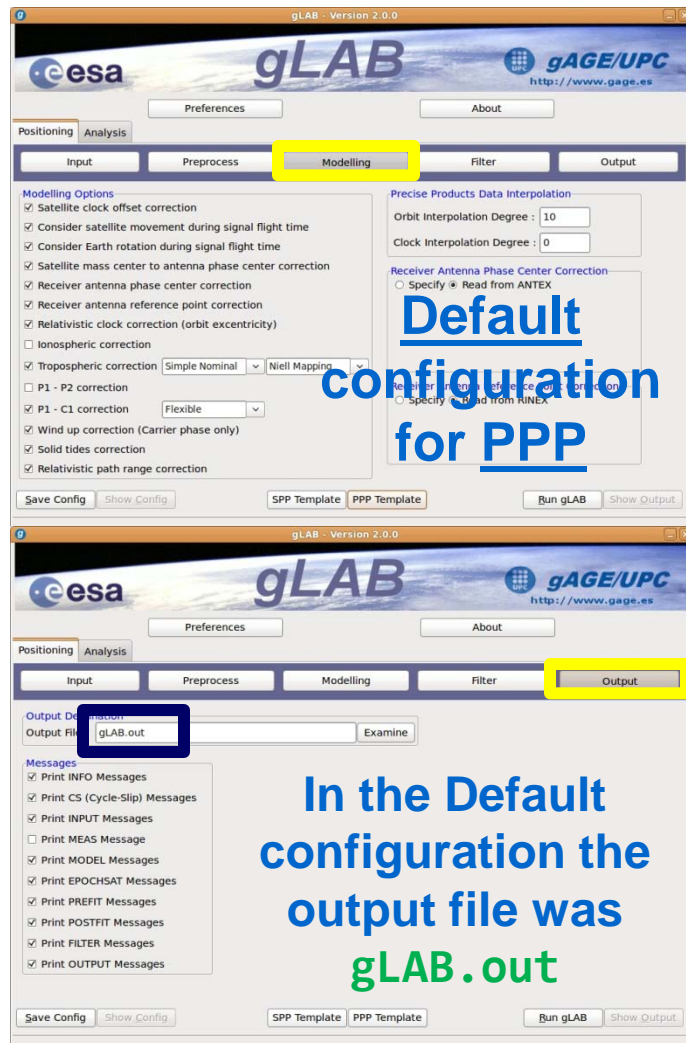 gLAB - Version 2.0.0
esa
gLAB
gAGE/UPC
http://www.gage.es
Preferences
About
Positioning Analysis
Input
Preprocess
Modelling
Filter
Output
Modelling Options
Satellite clock offset correction
Consider satellite movement during signal flight time
Consider Earth rotation during signal flight time
Satellite mass center to antenna phase center correction
Receiver antenna phase center correction
Receiver antenna reference point correction
Relativistic clock correction (orbit excentricity)
Ionospheric correction
Tropospheric correction Simple Nominal Niell Mapping
P1 - P2 correction
P1 - C1 correction Flexible
Wind up correction (Carrier phase only)
Solid tides correction
Relativistic path range correction
Precise Products Data Interpolation
Orbit Interpolation Degree : 10
Clock Interpolation Degree : 0
Receiver Antenna Phase Center Correction
Specify Read from ANTEX
Receiver Antenna Reference Point Correction
Specify Read from RINEX
Default
configuration
for PPP
Save Config
Show Config
SPP Template
PPP Template
Run gLAB
Show Output
gLAB - Version 2.0.0
esa
gLAB
gAGE/UPC
http://www.gage.es
Preferences
About
Positioning Analysis
Input
Preprocess
Modelling
Filter
Output
Output
Output File gLAB.out Examine
Messages
Print INFO Messages
Print CS (Cycle-Slip) Messages
Print INPUT Messages
Print MEAS Message
Print MODEL Messages
Print EPOCHSAT Messages
Print PREFIT Messages
Print POSTFIT Messages
Print FILTER Messages
Print OUTPUT Messages
In the Default
configuration the
output file was
gLAB.out
Save Config
Show Config
SPP Template
PPP Template
Run gLAB
Show Output